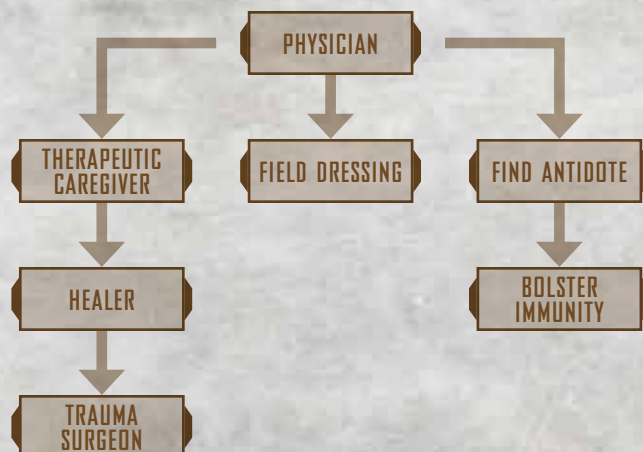 PHYSICIAN
THERAPEUTIC
CAREGIVER
FIELD DRESSING
FIND ANTIDOTE
HEALER
BOLSTER
IMMUNITY
TRAUMA
SURGEON